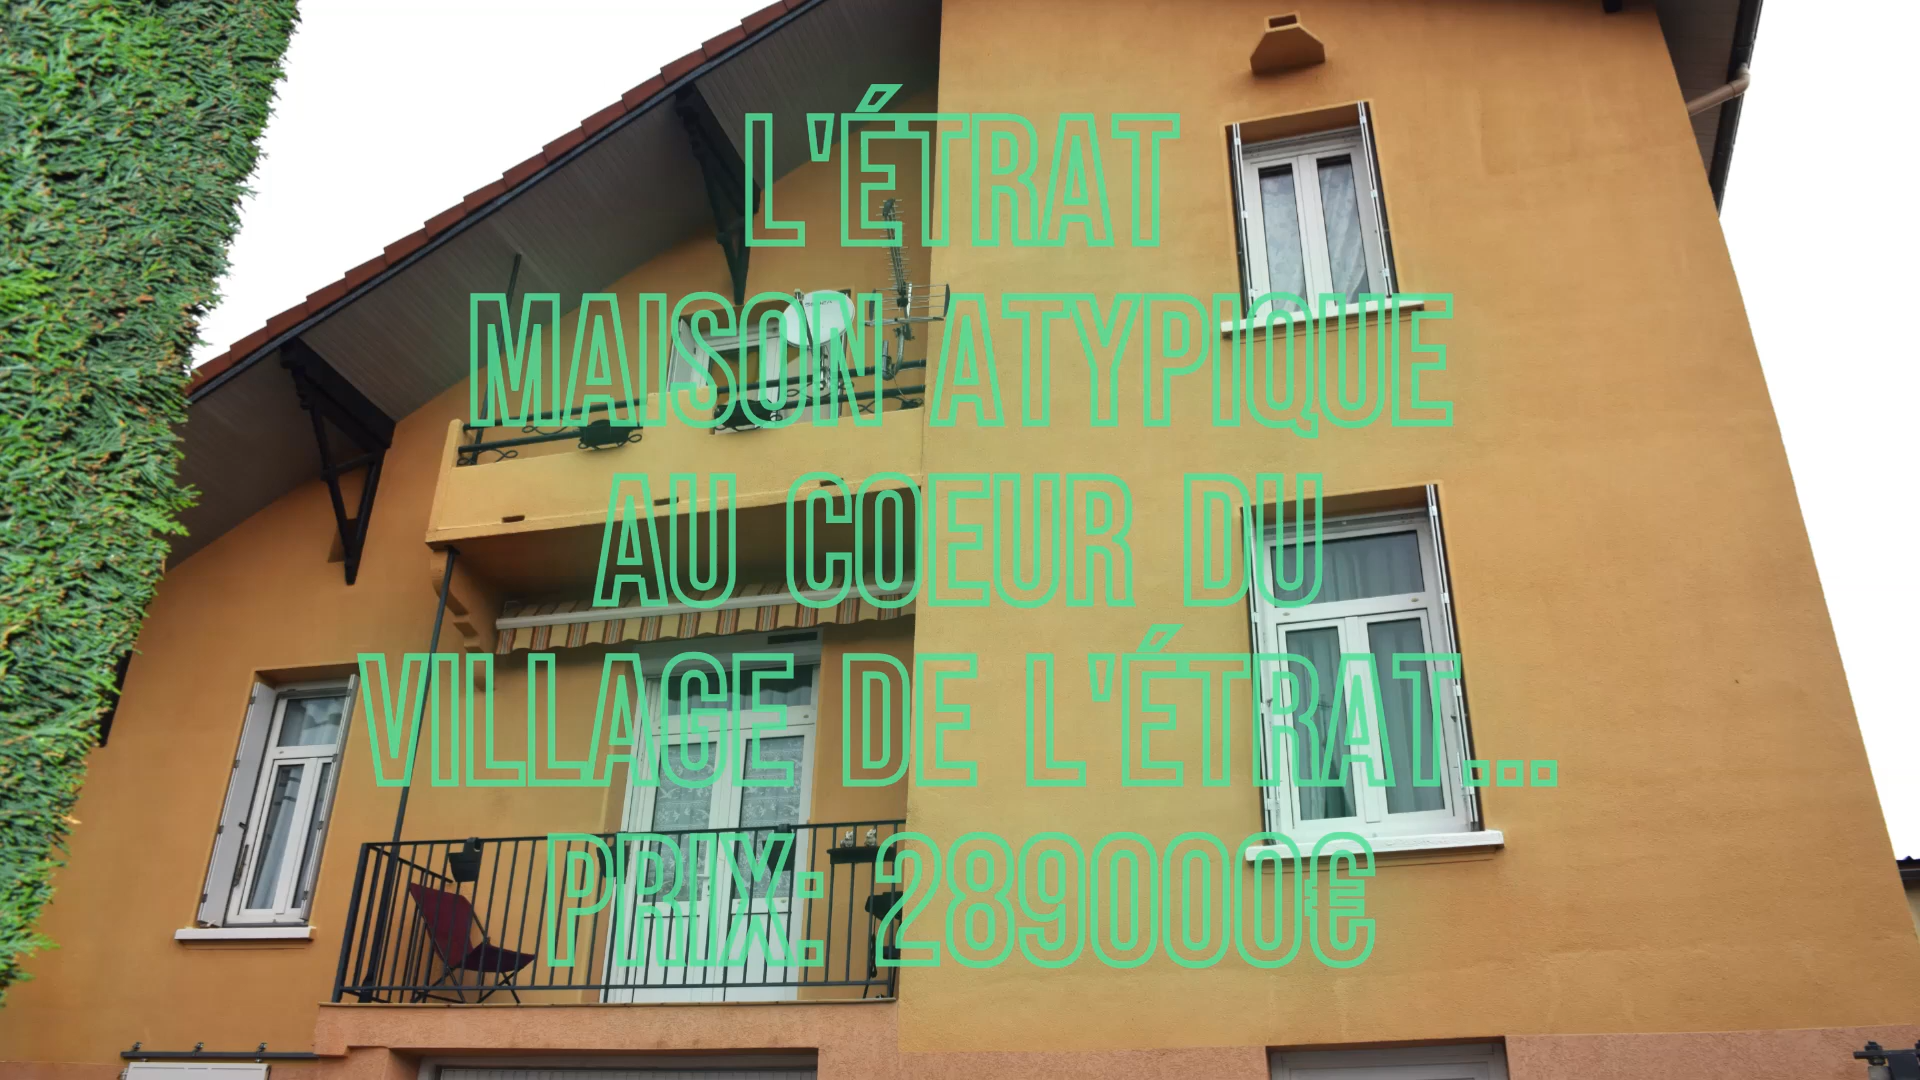 L'ÉTRAT
MAISON ATYPIQUE
AU COEUR DU
VILLAGE DE L'ÉTRAT...
PRIX: 289000€